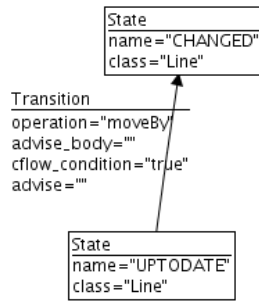 State
name="CHANGED"
class="Line"
Transition
operation="moveBy"
advise_body=""
cflow_condition="true"
advise=""
State
name="UPTODATE"
class="Line"